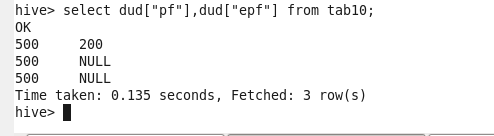 hive> select dud["pf"],dud["epf"] from tab10;
OK
500     200
500     NULL
500     NULL
Time taken: 0.135 seconds, Fetched: 3 row(s)
hive>